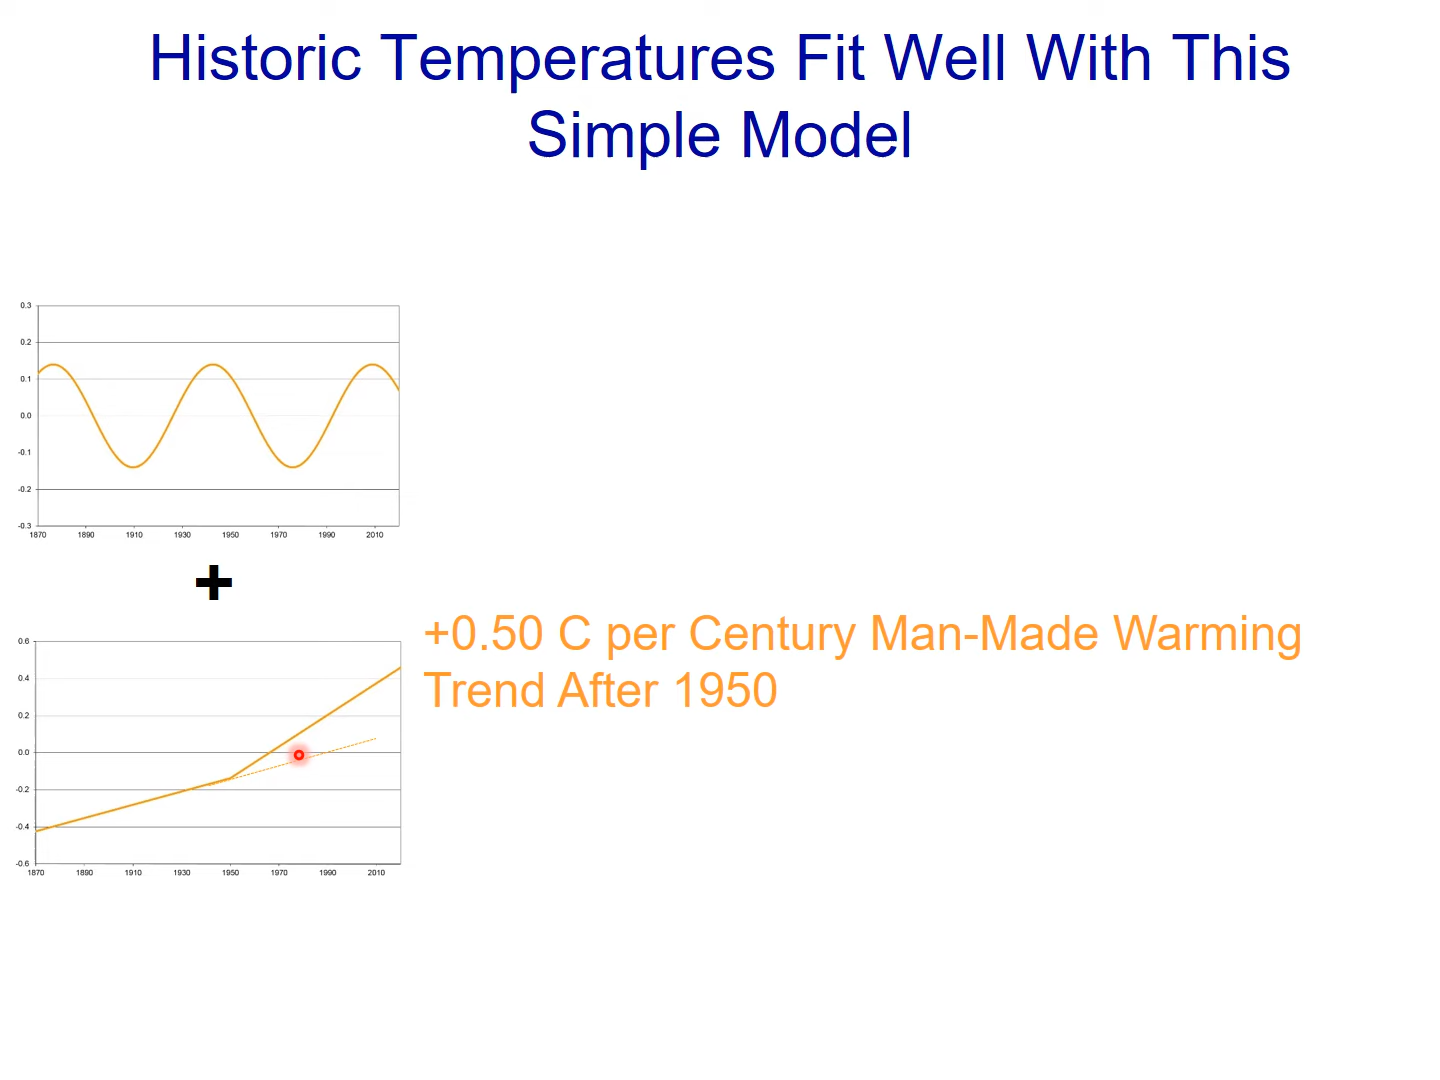 Historic Temperatures Fit Well With This
Simple Model
0.3
0.2
0.1
0.0
-0.1
-0.2
-0.3
1870 1890 1910 1930 1950 1970 1990 2010
+
+0.50 C per Century Man-Made Warming
Trend After 1950
0.6
0.4
0.2
0.0
-0.2
-0.4
-0.6
1870 1890 1910 1930 1950 1970 1990 2010